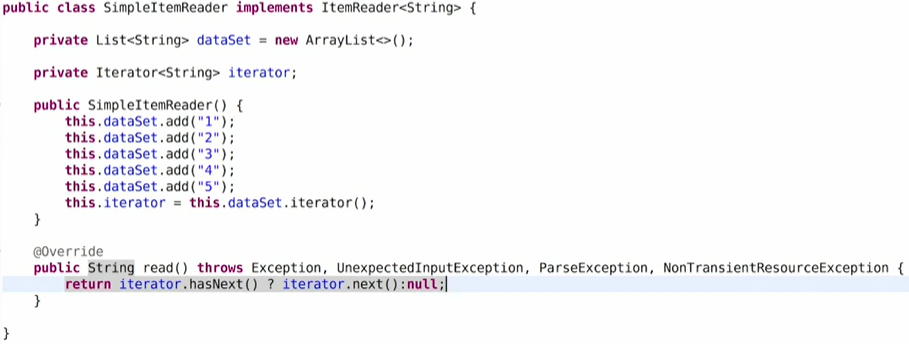 public class SimpleItemReader implements ItemReader<String> {
private List<String> dataSet = new ArrayList<>();
private Iterator<String> iterator;
public SimpleItemReader() {
this.dataSet.add("1");
this.dataSet.add("2");
this.dataSet.add("3");
this.dataSet.add("4");
this.dataSet.add("5");
this.iterator = this.dataSet.iterator();
}
@Override
public String read() throws Exception, UnexpectedInputException, ParseException, NonTransientResourceException {
return iterator.hasNext() ? iterator.next():null;
}
}